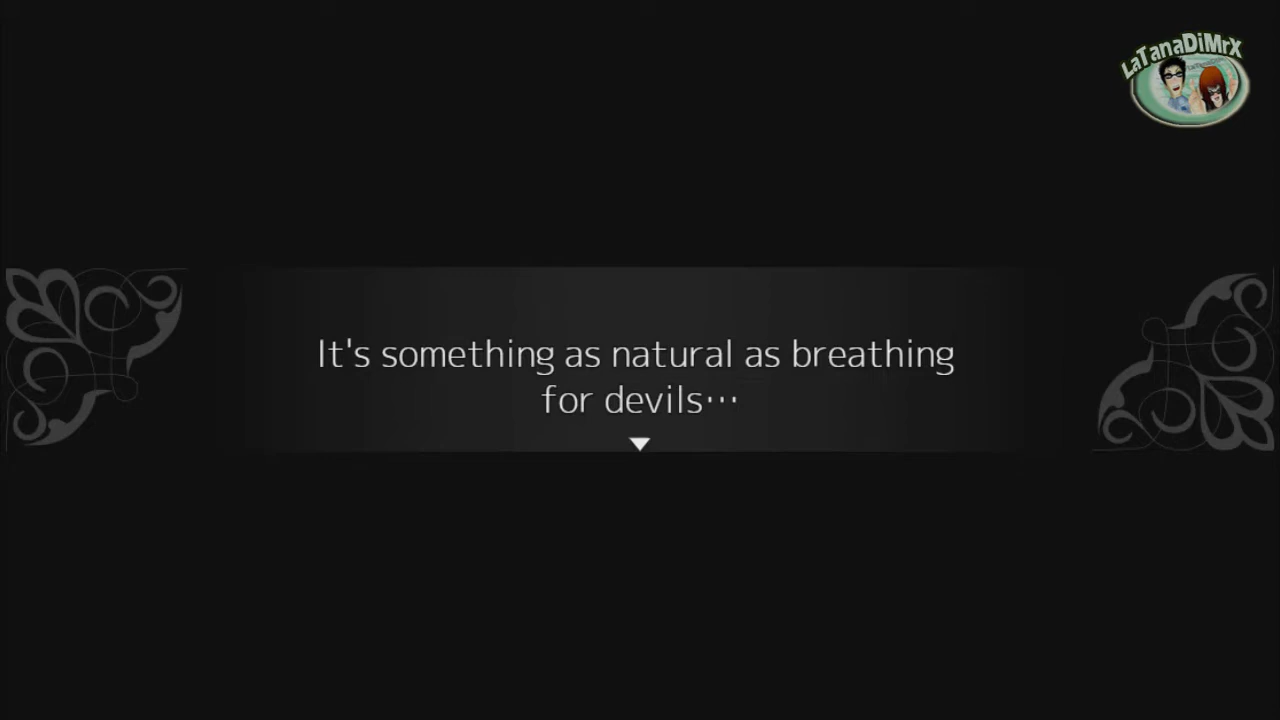 LaTanaDiMrX
It's something as natural as breathing
for devils…